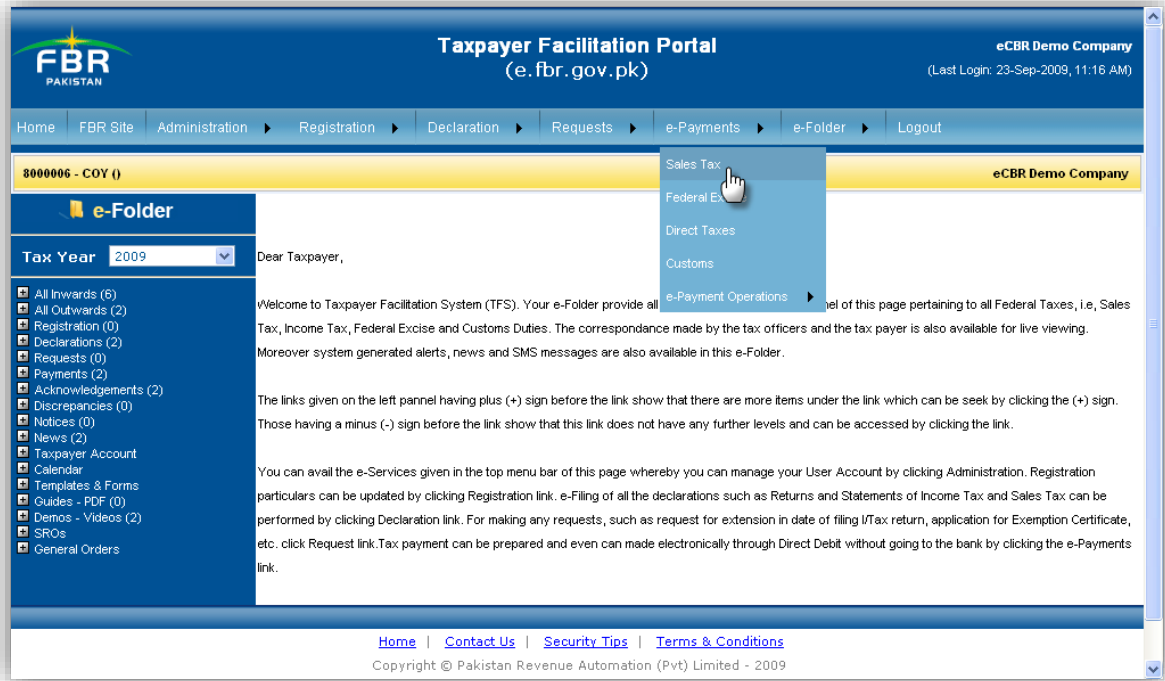 FBR
PAKISTAN
Taxpayer Facilitation Portal
(e.fbr.gov.pk)
eCBR Demo Company
(Last Login: 23-Sep-2009, 11:16 AM)
Home FBR Site Administration Registration Declaration Requests e-Payments e-Folder Logout
8000006 - COY ()
eCBR Demo Company
Sales Tax
Federal Ex
Direct Taxes
Customs
e-Payment Operations
e-Folder
Tax Year 2009
All Inwards (6)
All Outwards (2)
Registration (0)
Declarations (2)
Requests (0)
Payments (2)
Acknowledgements (2)
Discrepancies (0)
Notices (0)
News (2)
Taxpayer Account
Calendar
Templates & Forms
Guides - PDF (0)
Demos - Videos (2)
SROs
General Orders
Dear Taxpayer,
Welcome to Taxpayer Facilitation System (TFS). Your e-Folder provide all nel of this page pertaining to all Federal Taxes, i.e, Sales
Tax, Income Tax, Federal Excise and Customs Duties. The correspondance made by the tax officers and the tax payer is also available for live viewing.
Moreover system generated alerts, news and SMS messages are also available in this e-Folder.
The links given on the left pannel having plus (+) sign before the link show that there are more items under the link which can be seek by clicking the (+) sign.
Those having a minus (-) sign before the link show that this link does not have any further levels and can be accessed by clicking the link.
You can avail the e-Services given in the top menu bar of this page whereby you can manage your User Account by clicking Administration. Registration
particulars can be updated by clicking Registration link. e-Filing of all the declarations such as Returns and Statements of Income Tax and Sales Tax can be
performed by clicking Declaration link. For making any requests, such as request for extension in date of filing I/Tax return, application for Exemption Certificate,
etc. click Request link.Tax payment can be prepared and even can made electronically through Direct Debit without going to the bank by clicking the e-Payments
link.
Home | Contact Us | Security Tips | Terms & Conditions
Copyright © Pakistan Revenue Automation (Pvt) Limited - 2009